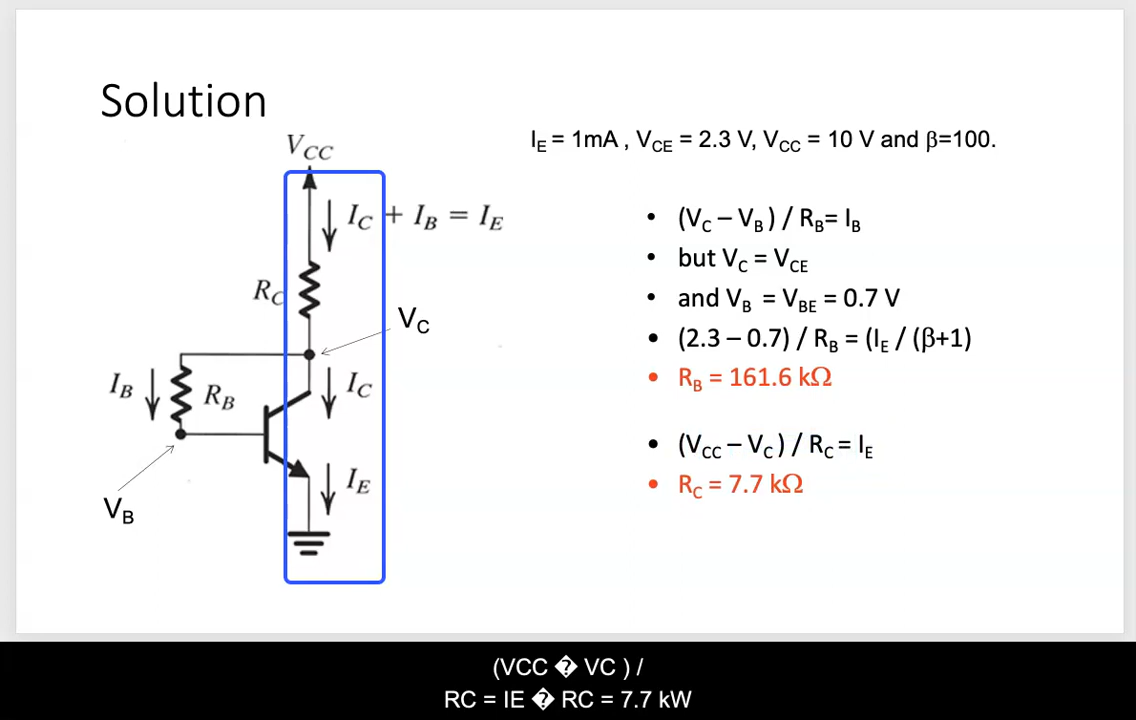 Solution
VCC
IE = 1mA , VCE = 2.3 V, VCC = 10 V and β=100.
IC + IB = IE
RC
VC
IB
RB
IC
IE
VB
• (VC – VB ) / RB= IB
• but VC = VCE
• and VB = VBE = 0.7 V
• (2.3 – 0.7) / RB = (IE / (β+1)
• RB = 161.6 kΩ
• (VCC – VC ) / RC = IE
• RC = 7.7 kΩ
(VCC � VC ) /
RC = IE � RC = 7.7 kW